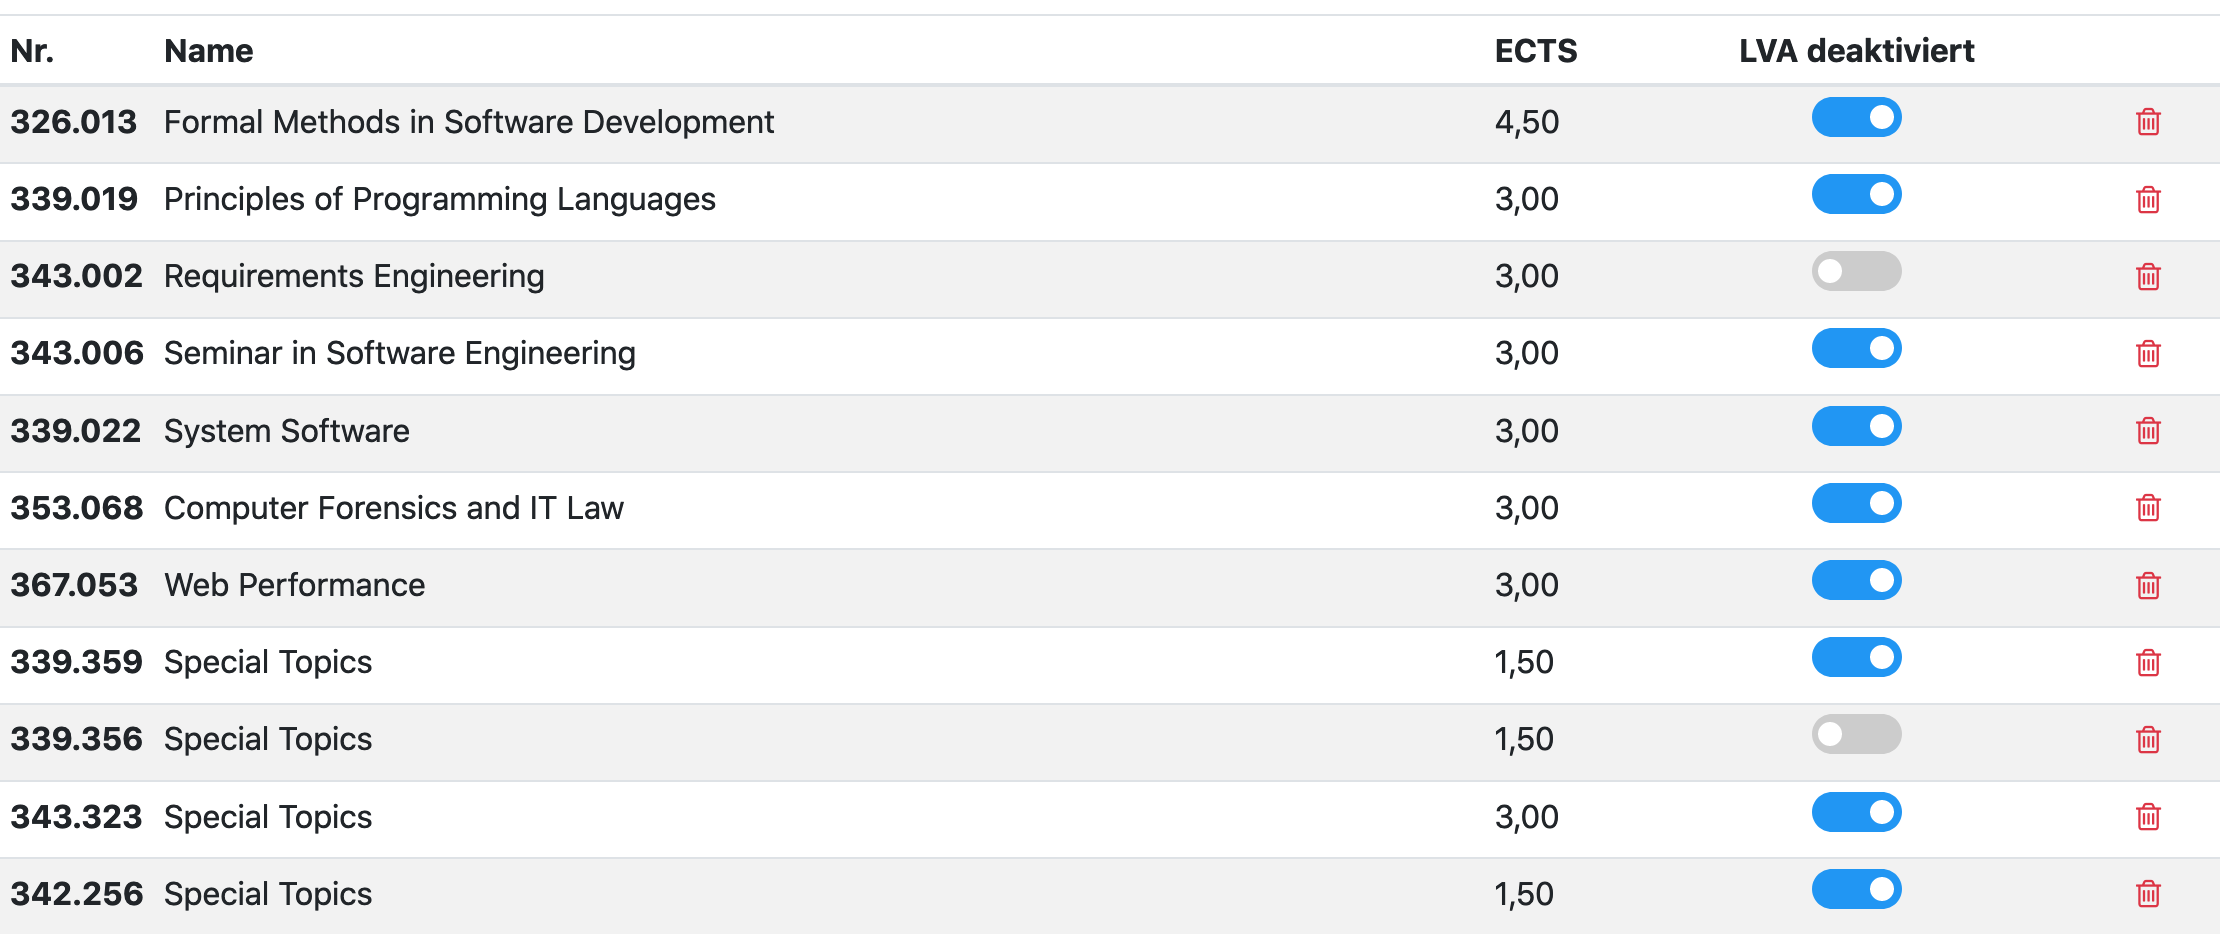 Nr. Name ECTS LVA deaktiviert
326.013 Formal Methods in Software Development 4,50
339.019 Principles of Programming Languages 3,00
343.002 Requirements Engineering 3,00
343.006 Seminar in Software Engineering 3,00
339.022 System Software 3,00
353.068 Computer Forensics and IT Law 3,00
367.053 Web Performance 3,00
339.359 Special Topics 1,50
339.356 Special Topics 1,50
343.323 Special Topics 3,00
342.256 Special Topics 1,50